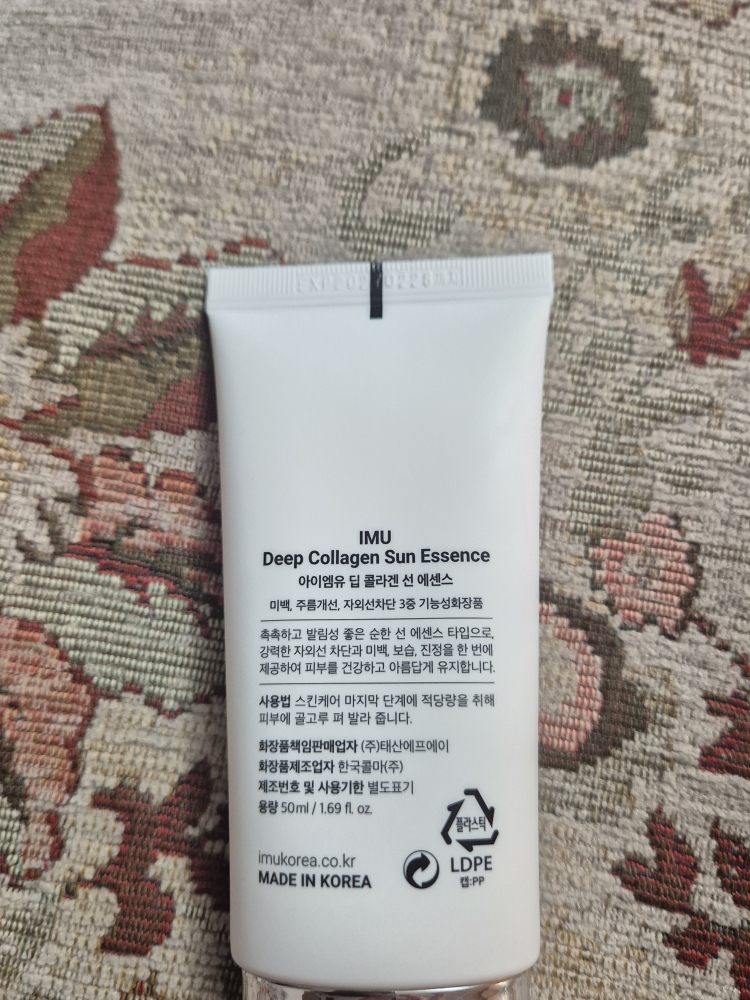 IMU
Deep Collagen Sun Essence
아이엠유 딥 콜라겐 선 에센스
미백, 주름개선, 자외선차단 3중 기능성화장품
촉촉하고 발림성 좋은 순한 선 에센스 타입으로,
강력한 자외선 차단과 미백, 보습, 진정을 한 번에
제공하여 피부를 건강하고 아름답게 유지합니다.
사용법 스킨케어 마지막 단계에 적당량을 취해
피부에 골고루 펴 발라 줍니다.
화장품책임판매업자 (주)태산에프에이
화장품제조업자 한국콜마(주)
제조번호 및 사용기한 별도표기
용량 50ml / 1.69 fl. oz.
플라스틱
imukorea.co.kr
MADE IN KOREA
LDPE
캡:PP